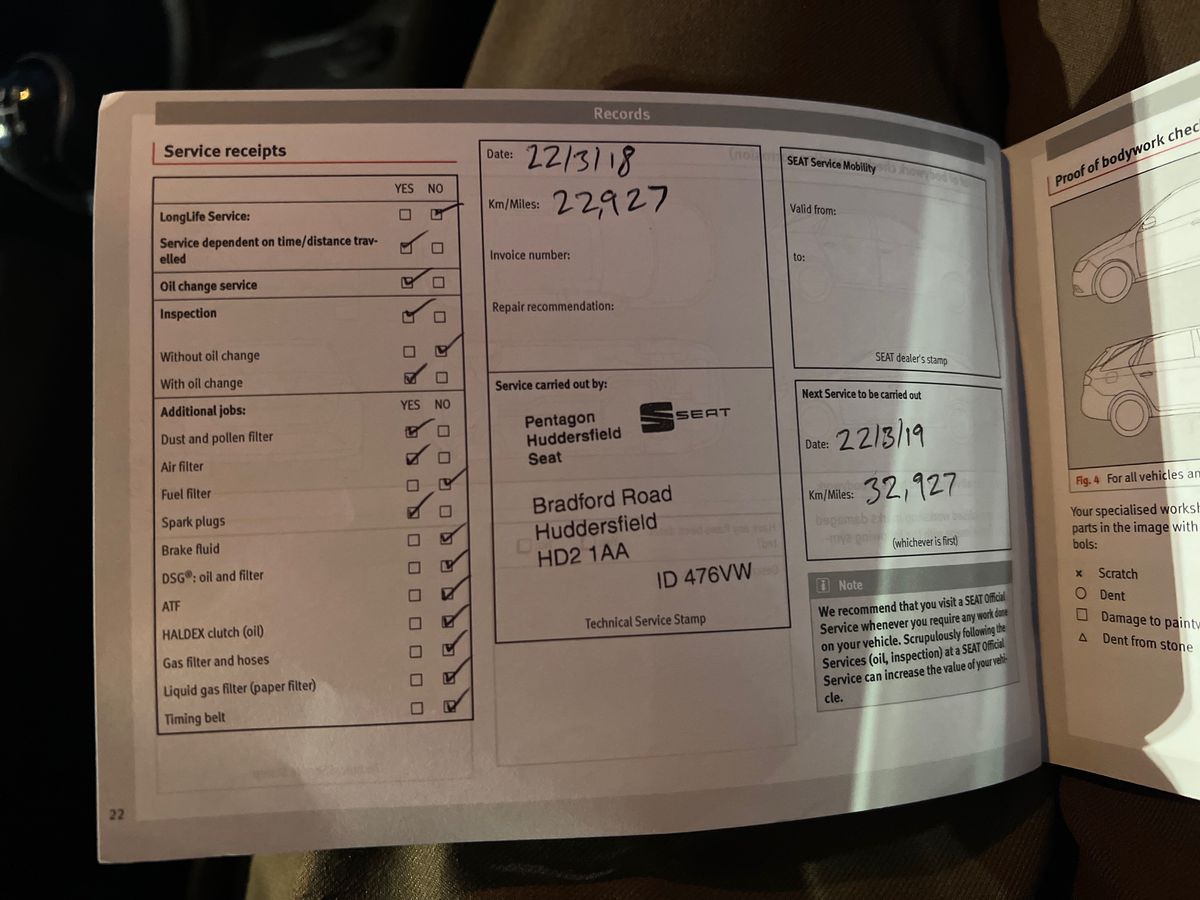 Records
Service receipts
YES NO
LongLife Service:
Service dependent on time/distance trav-
elled
Oil change service
Inspection
Without oil change
With oil change
Additional jobs: YES NO
Dust and pollen filter
Air filter
Fuel filter
Spark plugs
Brake fluid
DSG®: oil and filter
ATF
HALDEX clutch (oil)
Gas filter and hoses
Liquid gas filter (paper filter)
Timing belt
22
Date: 22/3/18
Km/Miles: 22,927
Invoice number:
Repair recommendation:
Service carried out by:
Pentagon
Huddersfield
Seat
SEAT
Bradford Road
Huddersfield
HD2 1AA
ID 476VW
Technical Service Stamp
SEAT Service Mobility
Valid from:
to:
SEAT dealer's stamp
Next Service to be carried out
Date: 22/3/19
Km/Miles: 32,927
(whichever is first)
i Note
We recommend that you visit a SEAT Official
Service whenever you require any work done
on your vehicle. Scrupulously following the
Services (oil, inspection) at a SEAT Official
Service can increase the value of your vehi-
cle.
Proof of bodywork
Fig. 4 For all vehicles
Your specialised
parts in the image with
bols:
Scratch
Dent
Damage to
Dent from stone